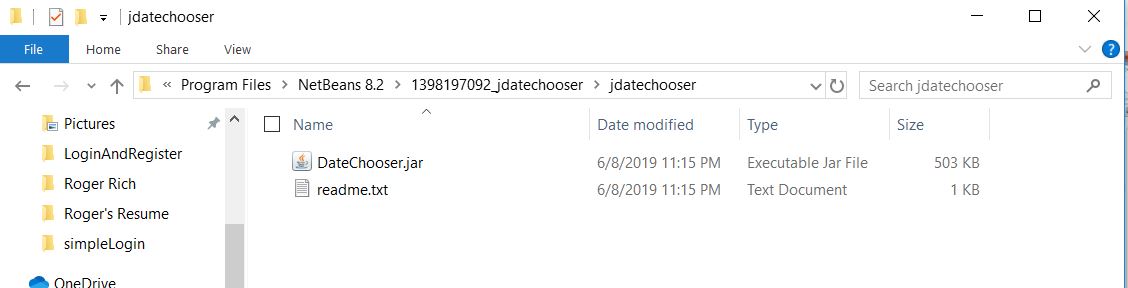 jdatechooser
File Home Share View
« Program Files > NetBeans 8.2 > 1398197092_jdatechooser > jdatechooser
Search jdatechooser
Name Date modified Type Size
Pictures
LoginAndRegister
Roger Rich
Roger's Resume
simpleLogin
OneDrive
DateChooser.jar 6/8/2019 11:15 PM Executable Jar File 503 KB
readme.txt 6/8/2019 11:15 PM Text Document 1 KB